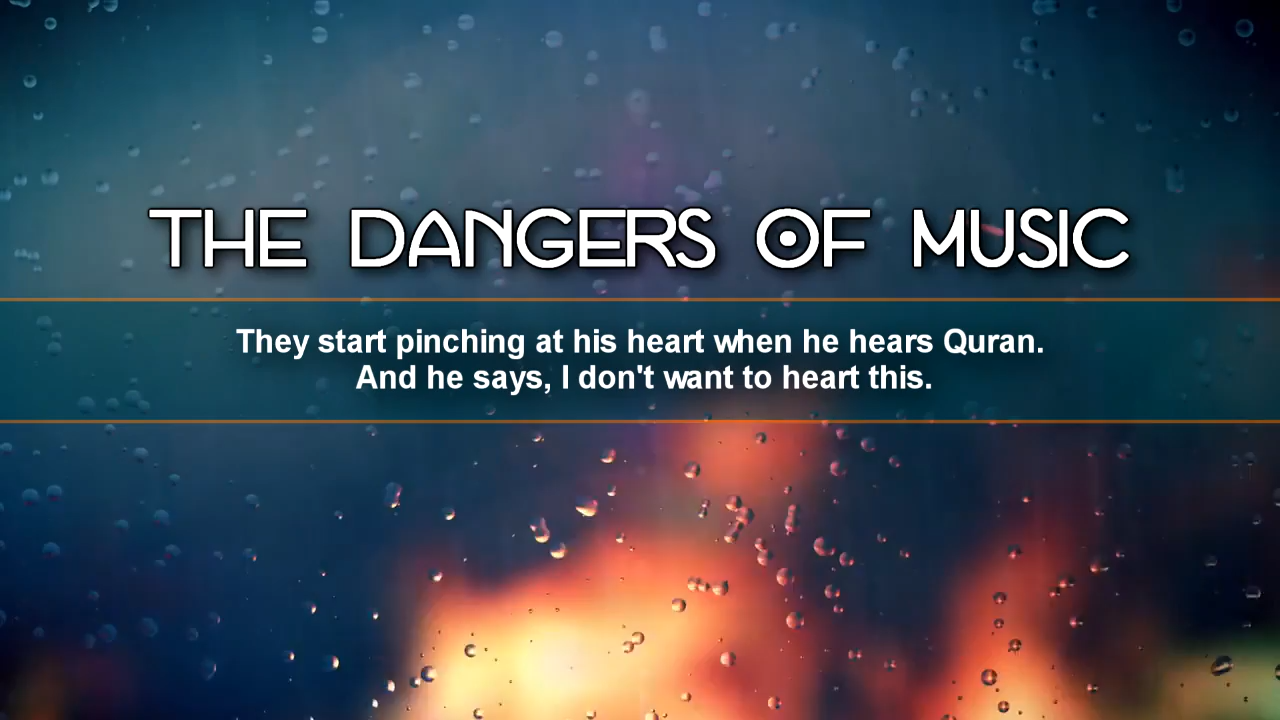 THE DANGERS OF MUSIC
They start pinching at his heart when he hears Quran.
And he says, I don't want to heart this.